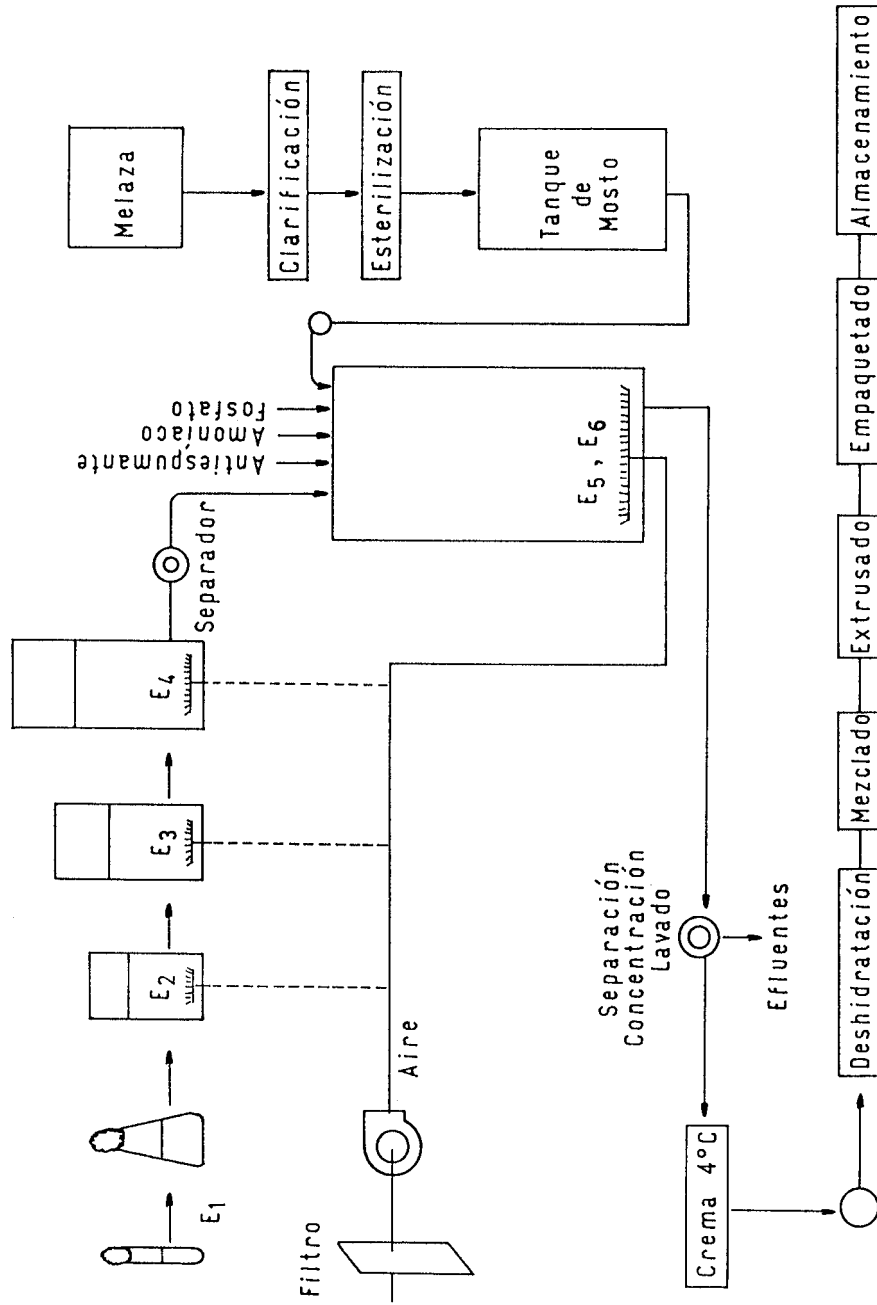 E1
E2
E3
E4
Separador
Antiespumante
Amoníaco
Fosfato
Melaza
Clarificación
Esterilización
Tanque
de
Mosto
E5, E6
Filtro
Aire
Separación
Concentración
Lavado
Efluentes
Crema 4°C
Deshidratación
Mezclado
Extrusado
Empaquetado
Almacenamiento